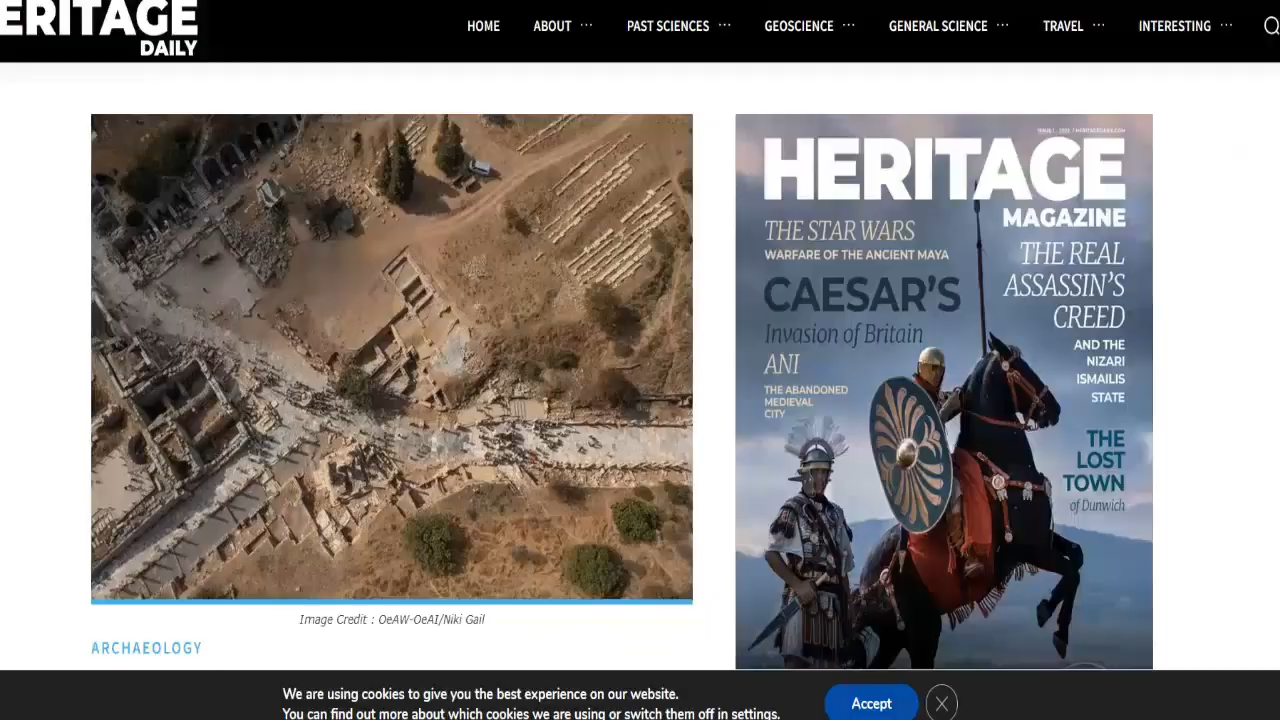 ERITAGE
DAILY
HOME ABOUT ··· PAST SCIENCES ··· GEOSCIENCE ··· GENERAL SCIENCE ··· TRAVEL ··· INTERESTING ···
Image Credit : OeAW-OeAI/Niki Gail
ARCHAEOLOGY
HERITAGE
MAGAZINE
THE STAR WARS
WARFARE OF THE ANCIENT MAYA
CAESAR'S
Invasion of Britain
ANI
THE ABANDONED
MEDIEVAL
CITY
THE REAL
ASSASSIN'S
CREED
AND THE
NIZARI
ISMAILIS
STATE
THE
LOST
TOWN
of Dunwich
We are using cookies to give you the best experience on our website.
You can find out more about which cookies we are using or switch them off in settings.
Accept